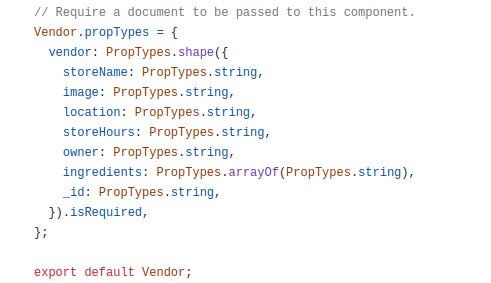 // Require a document to be passed to this component.
Vendor.propTypes = {
  vendor: PropTypes.shape({
    storeName: PropTypes.string,
    image: PropTypes.string,
    location: PropTypes.string,
    storeHours: PropTypes.string,
    owner: PropTypes.string,
    ingredients: PropTypes.arrayOf(PropTypes.string),
    _id: PropTypes.string,
  }).isRequired,
};

export default Vendor;